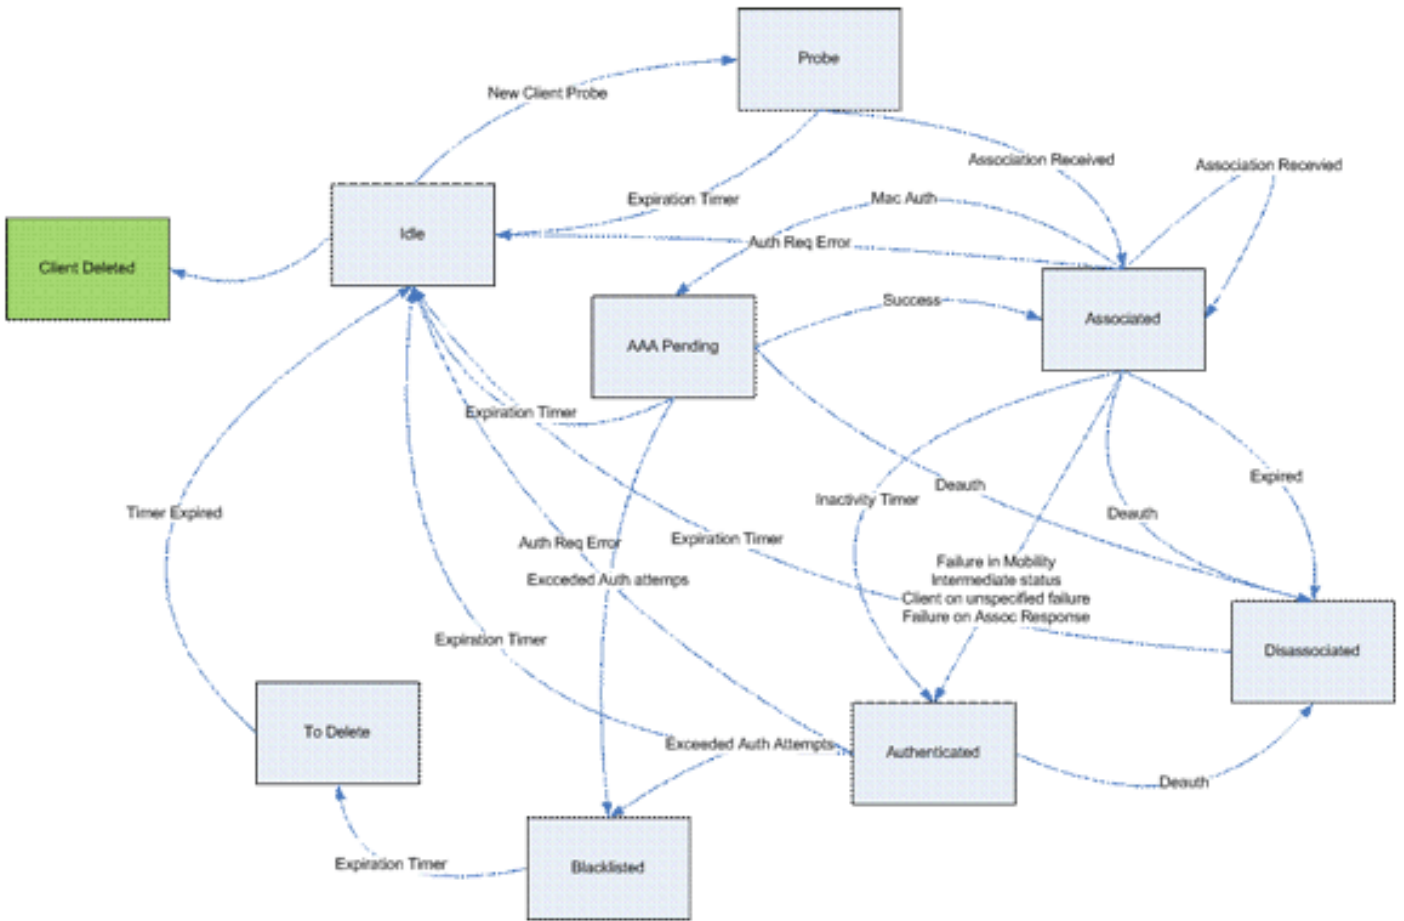 Probe
New Client Probe
Association Received
Association Recevied
Expiration Timer
Mac Auth
Idle
Auth Req Error
Client Deleted
Success
Associated
AAA Pending
Expiration Timer
Deauth
Expired
Inactivity Timer
Deauth
Timer Expired
Auth Req Error
Expiration Timer
Failure in Mobility
Intermediate status
Client on unspecified failure
Failure on Assoc Response
Exceeded Auth attemps
Expiration Timer
Disassociated
To Delete
Exceeded Auth Attempts
Authenticated
Deauth
Expiration Timer
Blacklisted